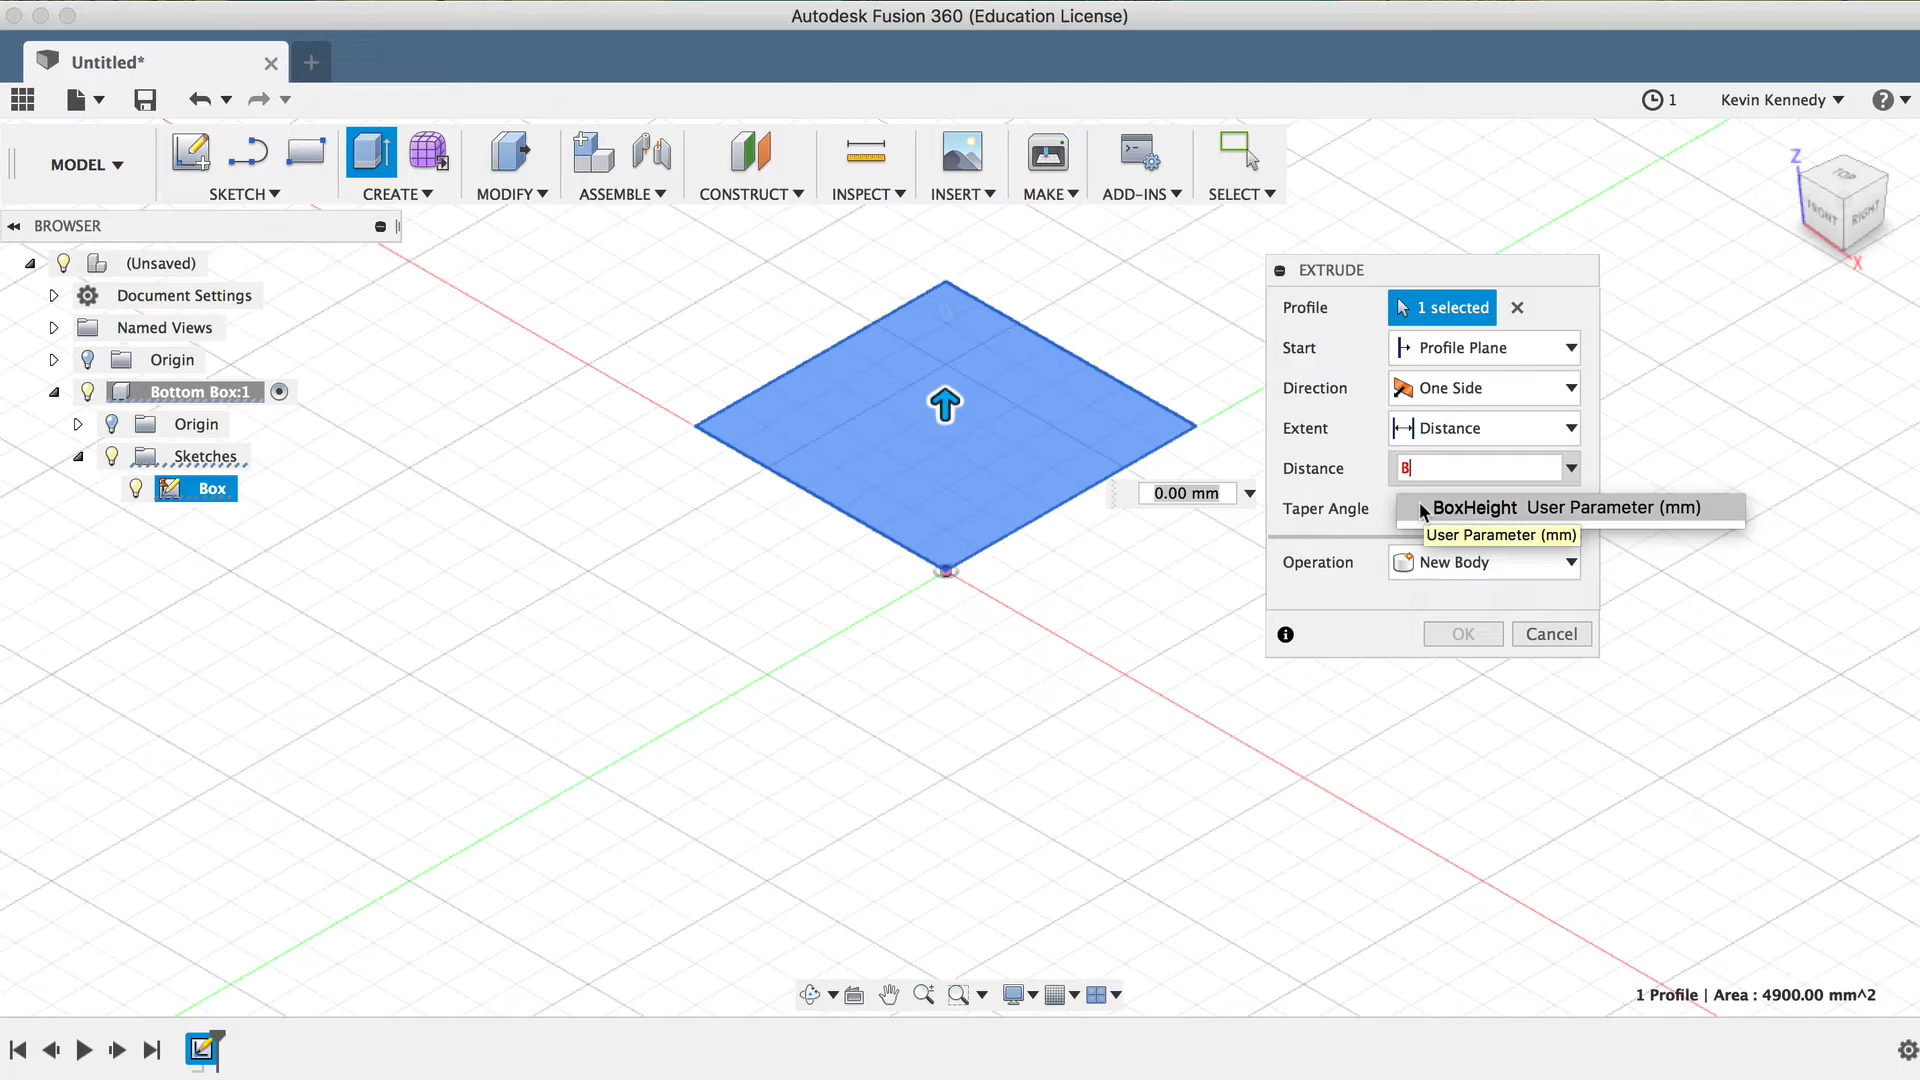 Autodesk Fusion 360 (Education License)
Untitled*
1
Kevin Kennedy
MODEL
SKETCH
CREATE
MODIFY
ASSEMBLE
CONSTRUCT
INSPECT
INSERT
MAKE
ADD-INS
SELECT
BROWSER
(Unsaved)
Document Settings
Named Views
Origin
Bottom Box:1
Origin
Sketches
Box
Z
TOP
FRONT
RIGHT
X
0.00 mm
EXTRUDE
Profile
1 selected
Start
Profile Plane
Direction
One Side
Extent
Distance
Distance
B
Taper Angle
BoxHeight User Parameter (mm)
User Parameter (mm)
Operation
New Body
OK
Cancel
1 Profile | Area : 4900.00 mm^2